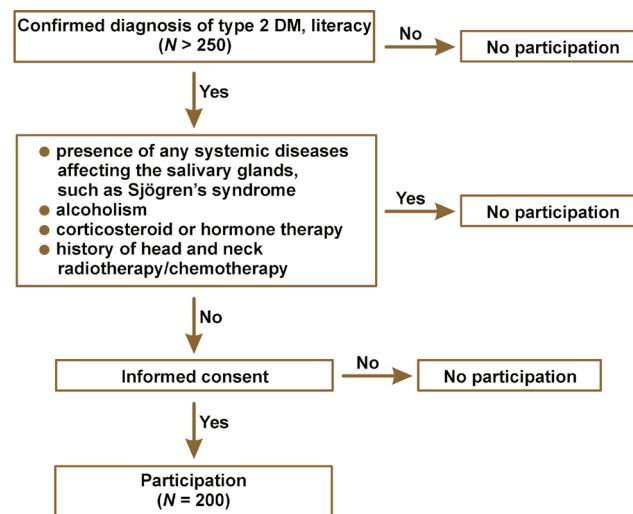 Confirmed diagnosis of type 2 DM, literacy
(N > 250)
No
No participation
Yes
● presence of any systemic diseases
affecting the salivary glands,
such as Sjögren's syndrome
● alcoholism
● corticosteroid or hormone therapy
● history of head and neck
radiotherapy/chemotherapy
Yes
No participation
No
Informed consent
No
No participation
Yes
Participation
(N = 200)